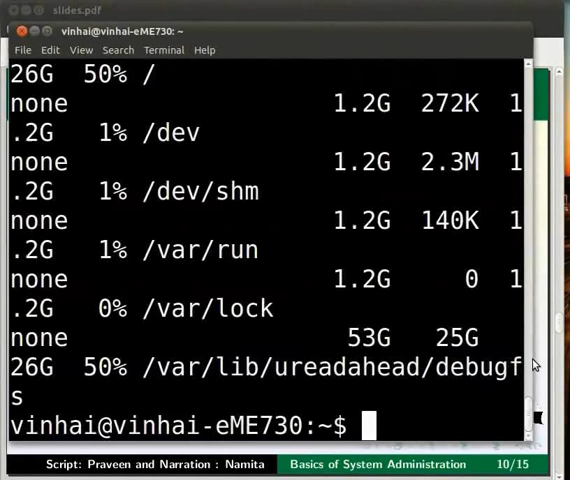 slides.pdf
vinhai@vinhai-eME730: ~
File Edit View Search Terminal Help
26G 50% /
none 1.2G 272K 1
.2G 1% /dev
none 1.2G 2.3M 1
.2G 1% /dev/shm
none 1.2G 140K 1
.2G 1% /var/run
none 1.2G 0 1
.2G 0% /var/lock
none 53G 25G
26G 50% /var/lib/ureadahead/debugf
s
vinhai@vinhai-eME730:~$
Script: Praveen and Narration : Namita Basics of System Administration 10/15